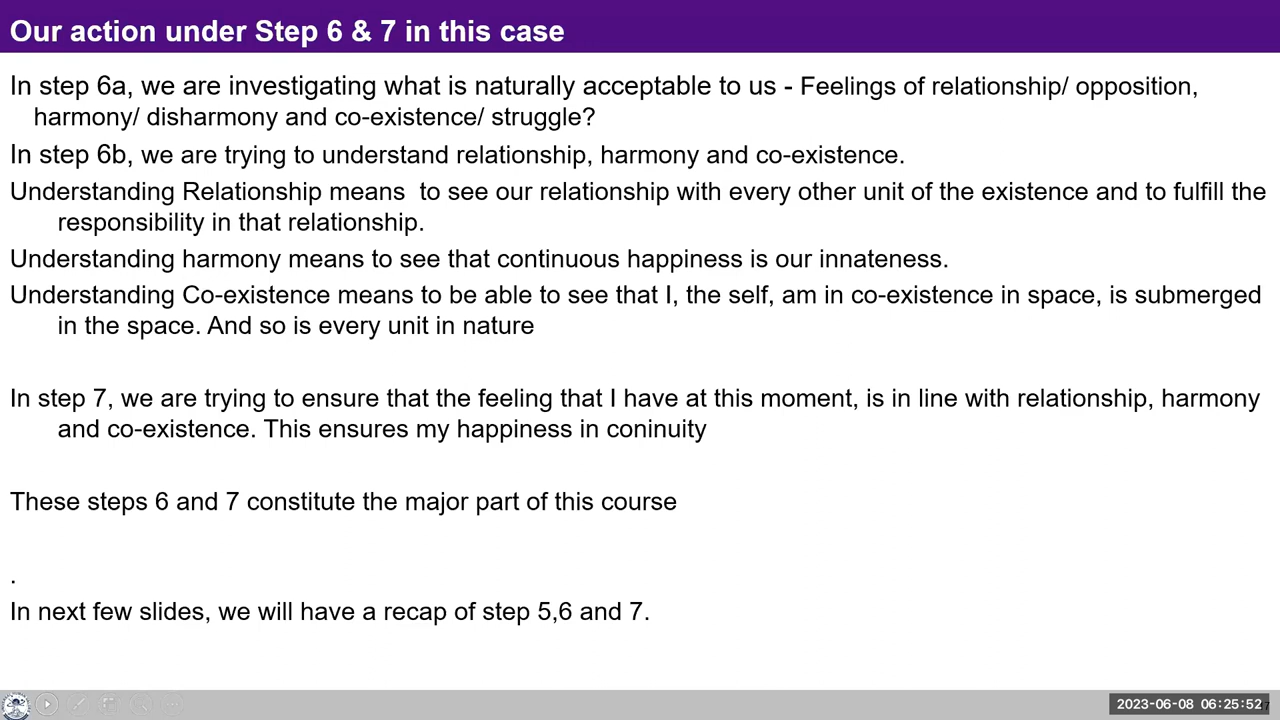 Our action under Step 6 & 7 in this case
In step 6a, we are investigating what is naturally acceptable to us - Feelings of relationship/ opposition,
harmony/ disharmony and co-existence/ struggle?
In step 6b, we are trying to understand relationship, harmony and co-existence.
Understanding Relationship means  to see our relationship with every other unit of the existence and to fulfill the
responsibility in that relationship.
Understanding harmony means to see that continuous happiness is our innateness.
Understanding Co-existence means to be able to see that I, the self, am in co-existence in space, is submerged
in the space. And so is every unit in nature
In step 7, we are trying to ensure that the feeling that I have at this moment, is in line with relationship, harmony
and co-existence. This ensures my happiness in coninuity
These steps 6 and 7 constitute the major part of this course
.
In next few slides, we will have a recap of step 5,6 and 7.
2023-06-08 06:25:52